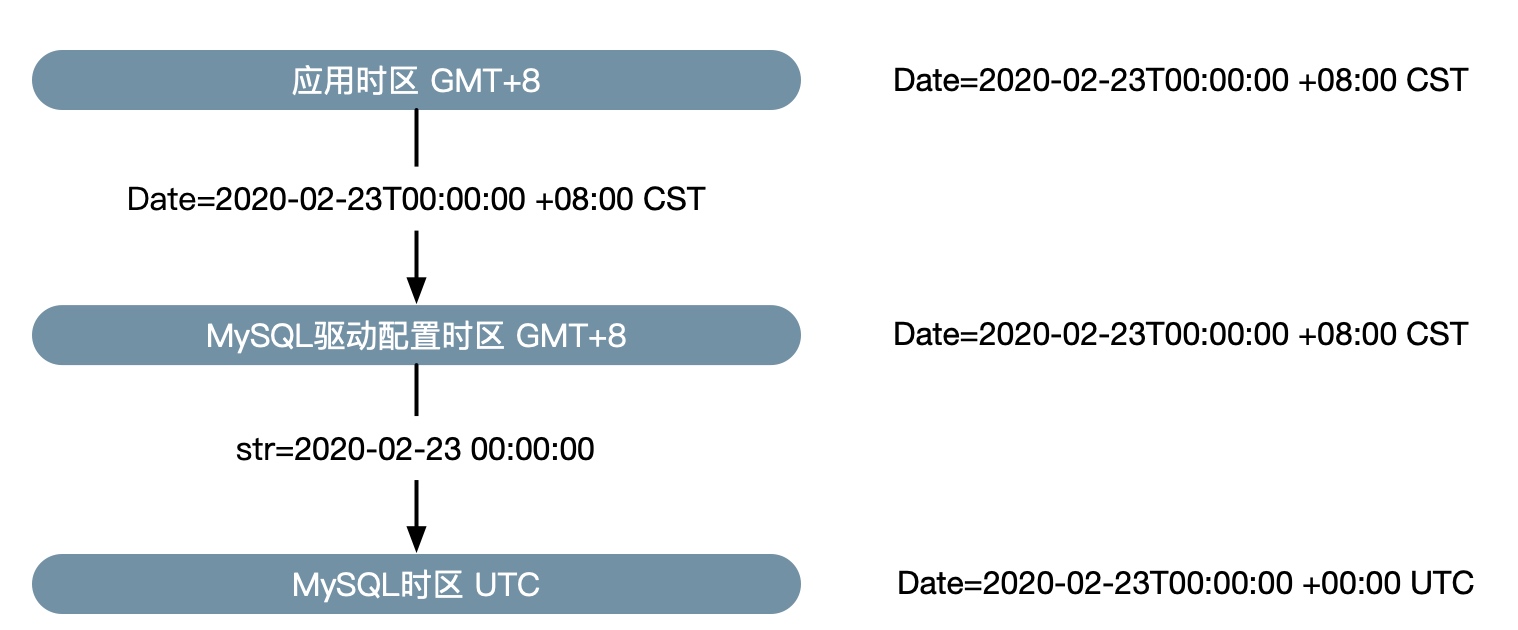 应用时区 GMT+8
Date=2020-02-23T00:00:00 +08:00 CST
Date=2020-02-23T00:00:00 +08:00 CST
MySQL驱动配置时区 GMT+8
Date=2020-02-23T00:00:00 +08:00 CST
str=2020-02-23 00:00:00
MySQL时区 UTC
Date=2020-02-23T00:00:00 +00:00 UTC